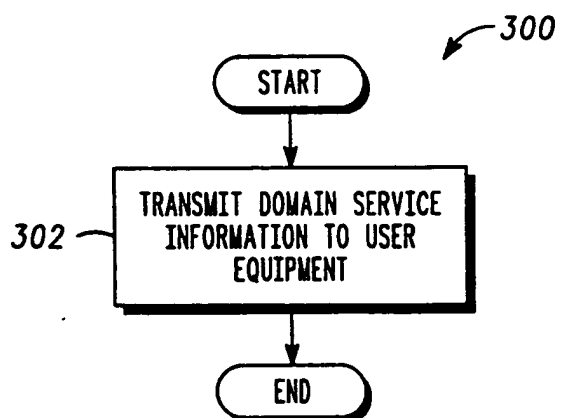 300
START
302
TRANSMIT DOMAIN SERVICE
INFORMATION TO USER
EQUIPMENT
END